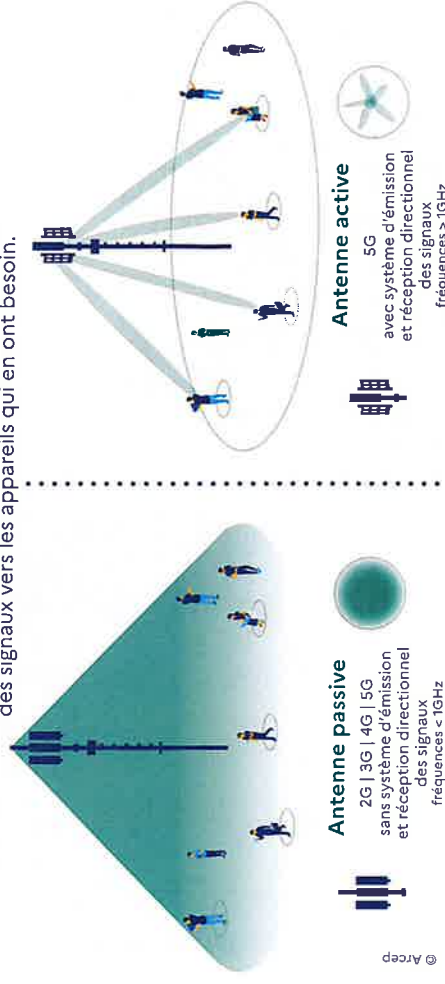 des signaux vers les appareils qui en ont besoin.
Antenne passive
2G | 3G | 4G | 5G
sans système d'émission
et réception directionnel
des signaux
fréquences < 1GHz
Antenne active
5G
avec système d'émission
et réception directionnel
des signaux
fréquences > 1GHz
© Arcep